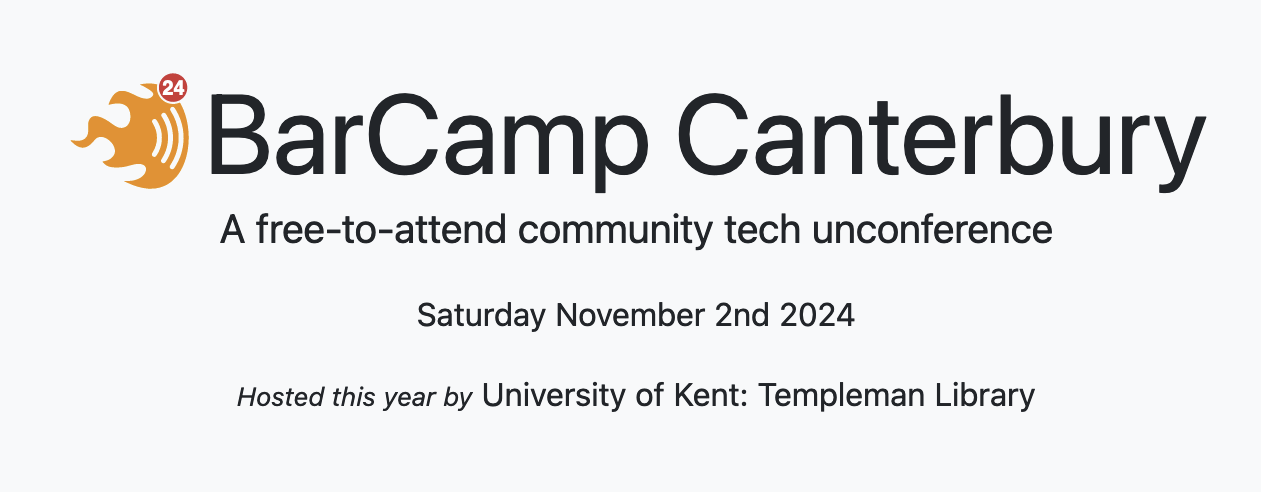 24
BarCamp Canterbury
A free-to-attend community tech unconference
Saturday November 2nd 2024
Hosted this year by University of Kent: Templeman Library